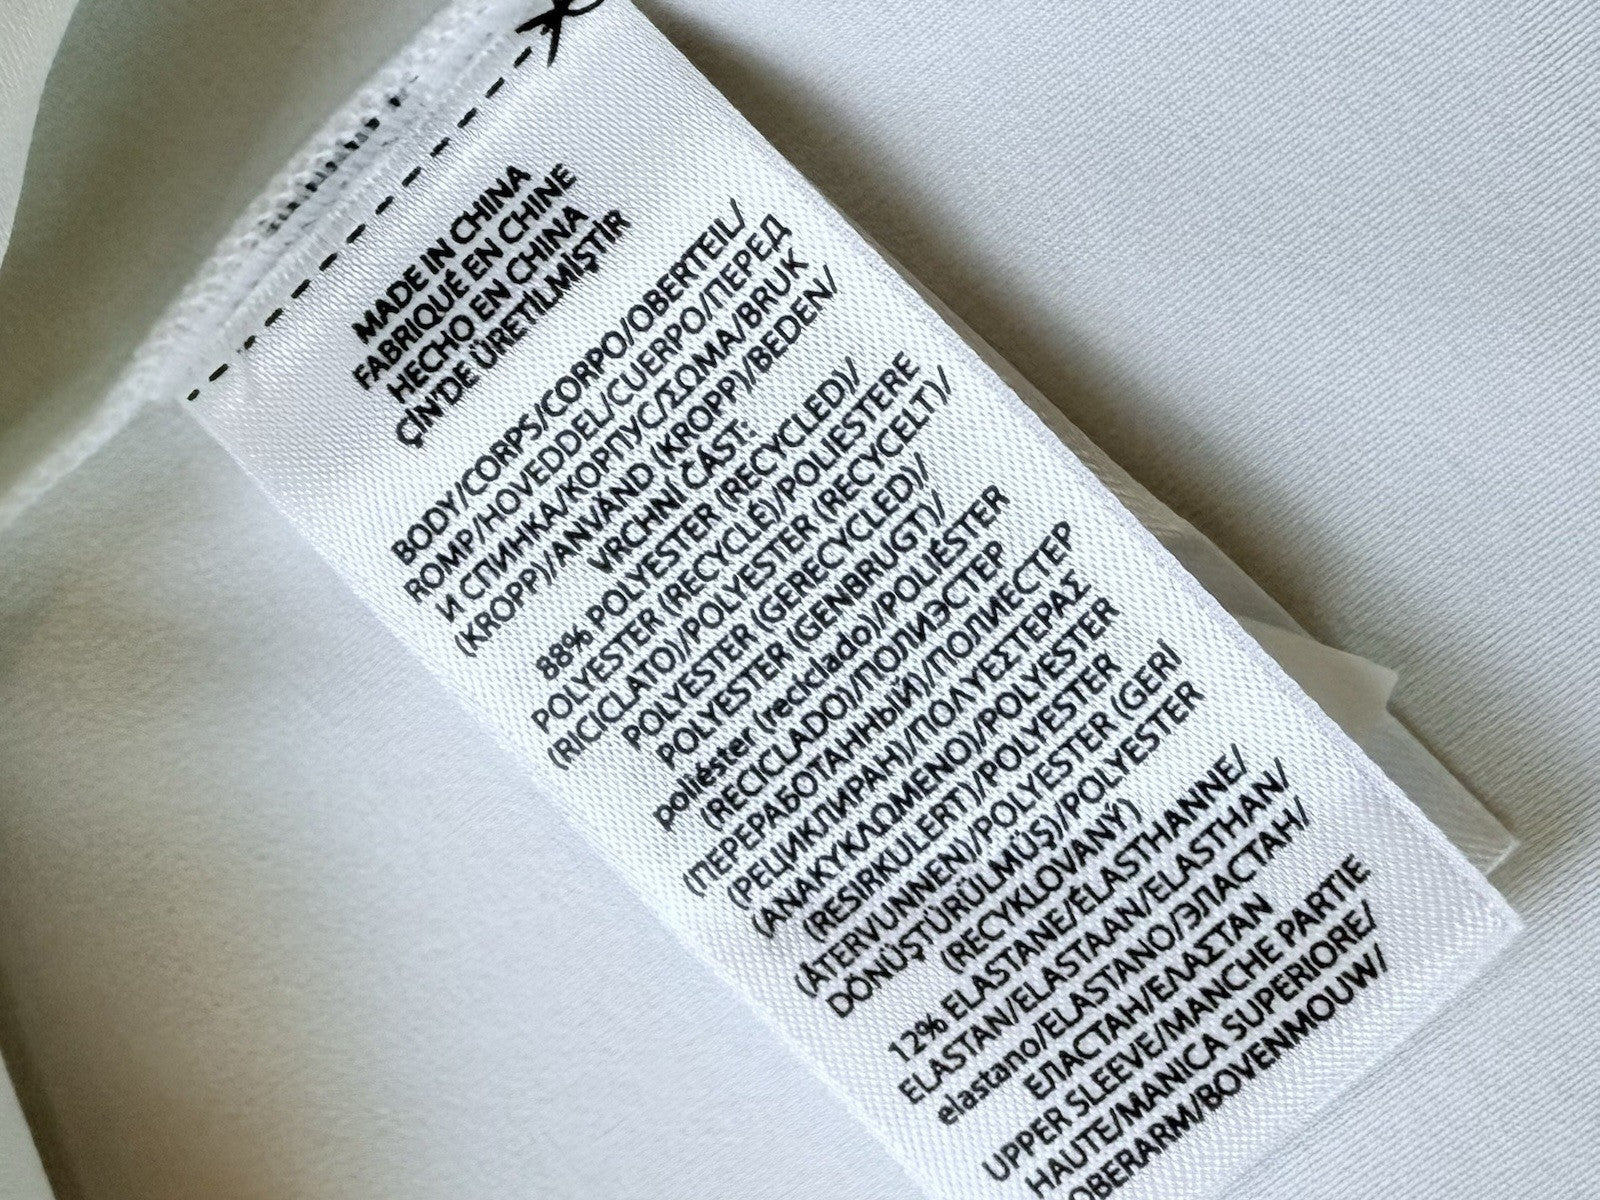 MADE IN CHINA
FABRIQUÉ EN CHINE
HECHO EN CHINA
ÇİN'DE ÜRETİLMİŞTİR
BODY/CORPS/CORPO/OBERTEIL/
ROMP/HOVEDDEL/CUERPO/ПЕРЕД
И СПИНКА/КОРПУС/ΣΩΜΑ/BRUK
(KROPP)/ANVÄND (KROPP)/BEDEN/
VRCHNÍ ČÁST:
88% POLYESTER (RECYCLED)/
POLYESTER (RECYCLÉ)/POLIESTERE
(RICICLATO)/POLYESTER (RECYCELT)/
POLYESTER (GERECYCLED)/
POLYESTER (GENBRUGT)/
poliéster (reciclado)/POLIÉSTER
(RECICLADO)/ПОЛИЭСТЕР
(ПЕРЕРАБОТАННЫЙ)/ПОЛИЕСТЕР
(РЕЦИКЛИРАН)/ΠΟΛΥΕΣΤΕΡΑΣ
(ΑΝΑΚΥΚΛΩΜΕΝΟ)/POLYESTER
(RESIRKULERT)/POLYESTER
(ÅTERVUNNEN)/POLYESTER (GERİ
DÖNÜŞTÜRÜLMÜŞ)/POLYESTER
(RECYKLOVANÝ)
12% ELASTANE/ÉLASTHANNE/
ELASTAN/ELASTAAN/ELASTHAN/
elastano/ELASTANO/ЭЛАСТАН/
ЕЛАСТАН/ΕΛΑΣΤΑΝ
UPPER SLEEVE/MANCHE PARTIE
HAUTE/MANICA SUPERIORE/
OBERARM/BOVENMOUW/